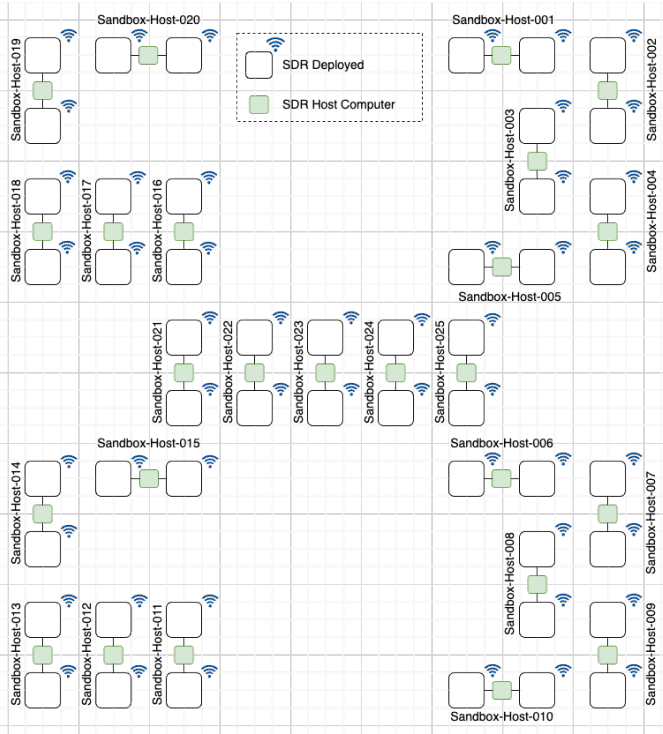 Sandbox-Host-020
Sandbox-Host-001
Sandbox-Host-019
SDR Deployed
SDR Host Computer
Sandbox-Host-002
Sandbox-Host-003
Sandbox-Host-018
Sandbox-Host-017
Sandbox-Host-016
Sandbox-Host-004
Sandbox-Host-005
Sandbox-Host-021
Sandbox-Host-022
Sandbox-Host-023
Sandbox-Host-024
Sandbox-Host-025
Sandbox-Host-015
Sandbox-Host-006
Sandbox-Host-014
Sandbox-Host-007
Sandbox-Host-008
Sandbox-Host-013
Sandbox-Host-012
Sandbox-Host-011
Sandbox-Host-009
Sandbox-Host-010